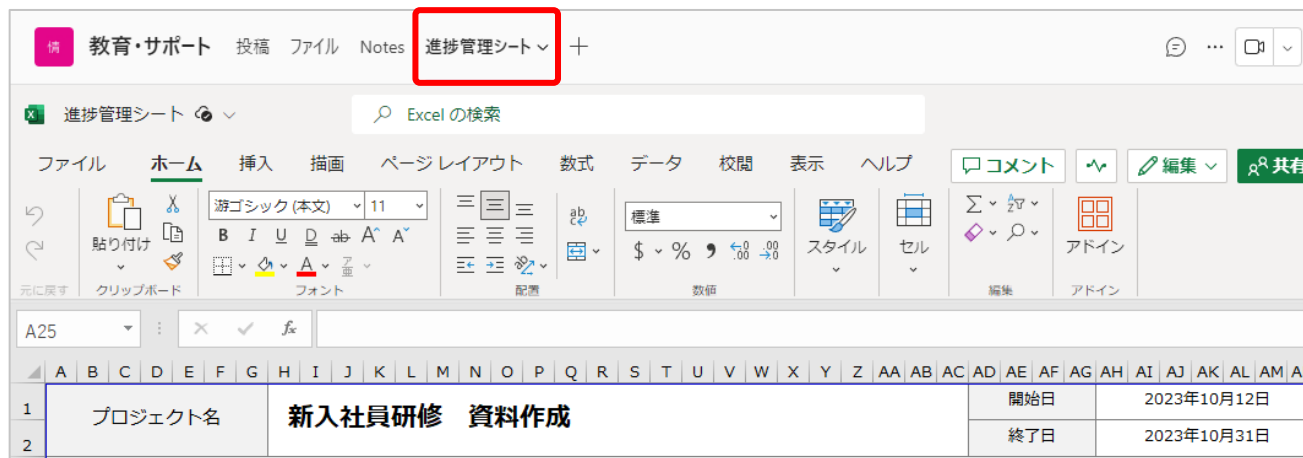 情 教育・サポート 投稿 ファイル Notes 進捗管理シート
進捗管理シート Excel の検索
ファイル ホーム 挿入 描画 ページ レイアウト 数式 データ 校閲 表示 ヘルプ コメント 編集 共有
貼り付け 游ゴシック (本文) 11 標準 スタイル セル アドイン
B I U D ab A A ab
A 亜 $ % 9 .00 .00 0
元に戻す クリップボード フォント 配置 数値 編集 アドイン
A25 fx
A B C D E F G H I J K L M N O P Q R S T U V W X Y Z AA AB AC AD AE AF AG AH AI AJ AK AL AM
1 プロジェクト名 新入社員研修 資料作成 開始日 2023年10月12日
2 終了日 2023年10月31日